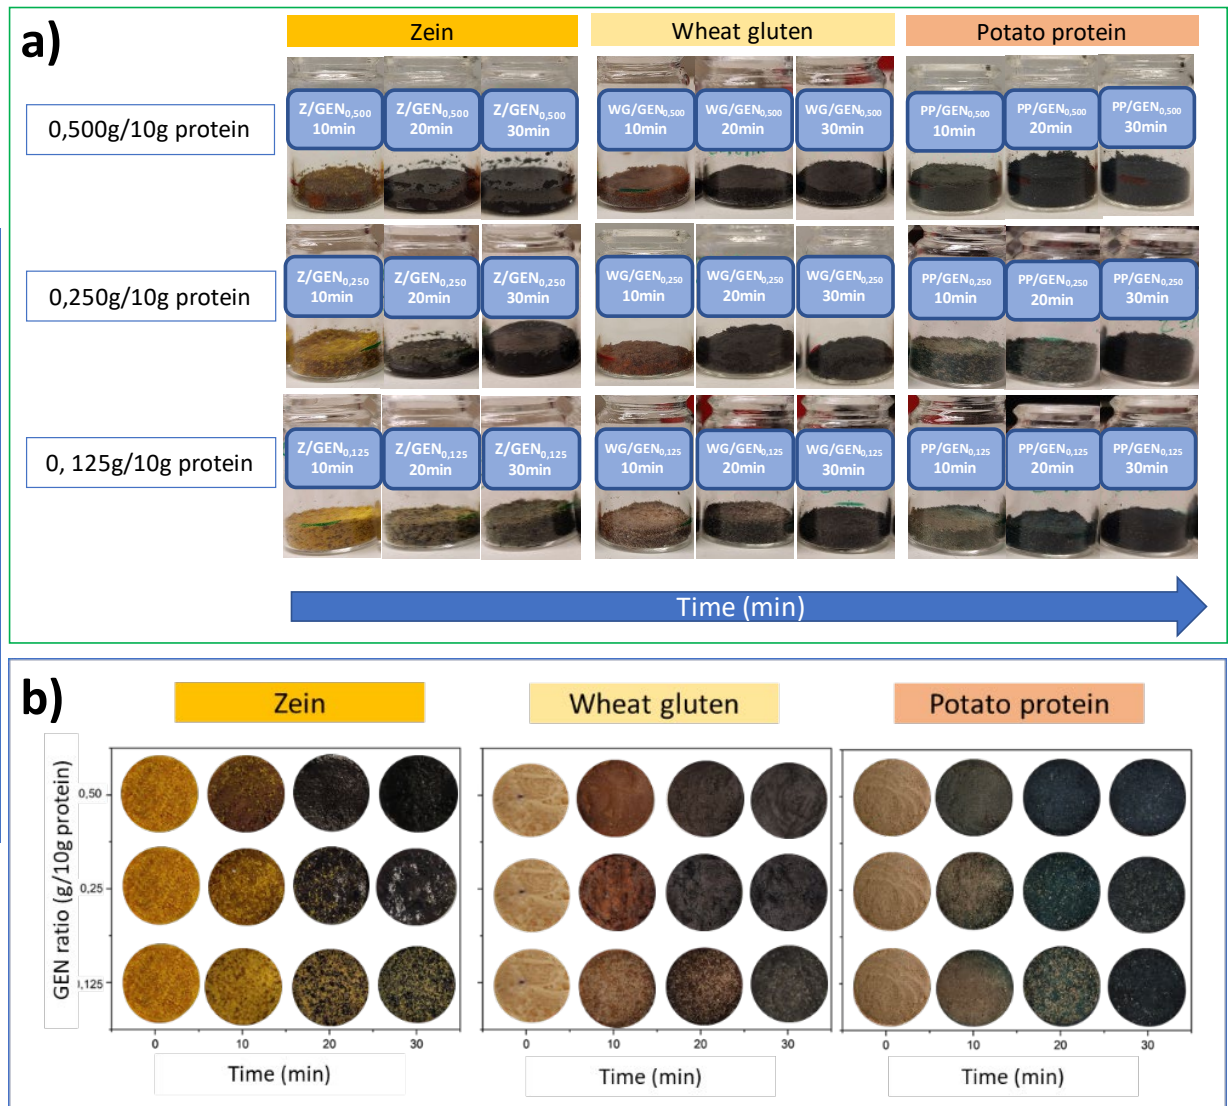 a)
Zein
Wheat gluten
Potato protein
0,500g/10g protein
Z/GEN0,500
10min
Z/GEN0,500
20min
Z/GEN0,500
30min
WG/GEN0,500
10min
WG/GEN0,500
20min
WG/GEN0,500
30min
PP/GEN0,500
10min
PP/GEN0,500
20min
PP/GEN0,500
30min
0,250g/10g protein
Z/GEN0,250
10min
Z/GEN0,250
20min
Z/GEN0,250
30min
WG/GEN0,250
10min
WG/GEN0,250
20min
WG/GEN0,250
30min
PP/GEN0,250
10min
PP/GEN0,250
20min
PP/GEN0,250
30min
0, 125g/10g protein
Z/GEN0,125
10min
Z/GEN0,125
20min
Z/GEN0,125
30min
WG/GEN0,125
10min
WG/GEN0,125
20min
WG/GEN0,125
30min
PP/GEN0,125
10min
PP/GEN0,125
20min
PP/GEN0,125
30min
Time (min)
b)
Zein
Wheat gluten
Potato protein
GEN ratio (g/10g protein)
0,50
0,25
,125
0 10 20 30
0 10 20 30
0 10 20 30
Time (min)
Time (min)
Time (min)